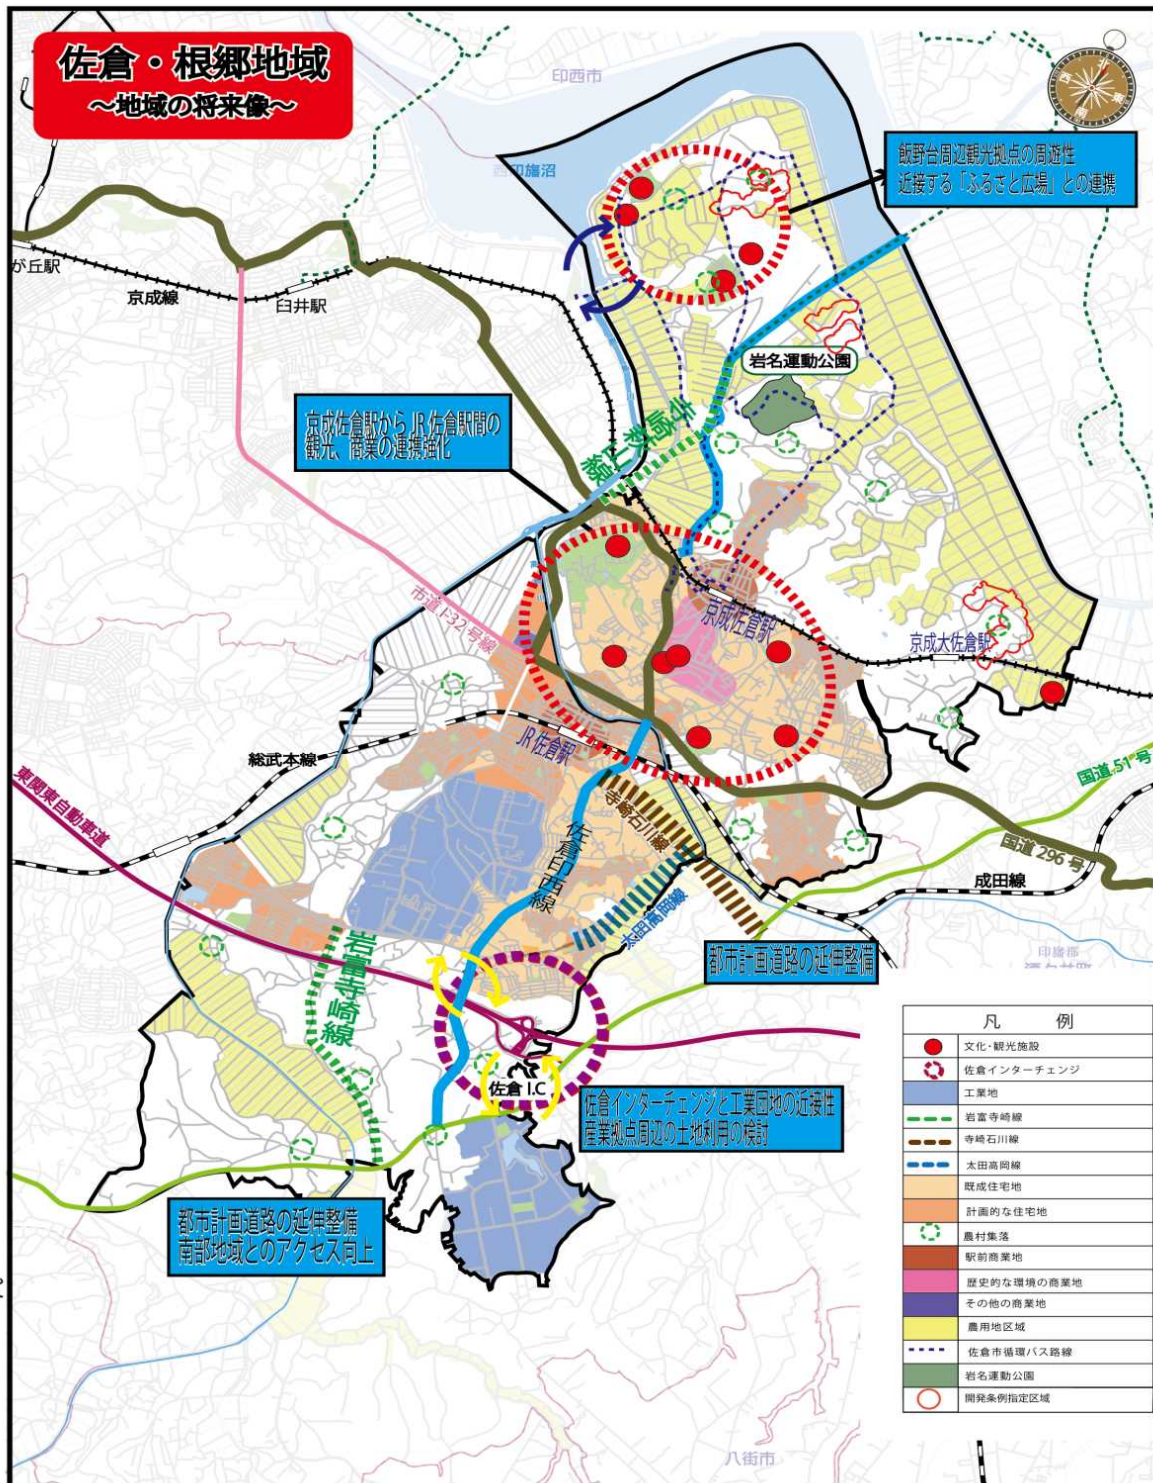 佐倉・根郷地域
～地域の将来像～
印西市
西印旛沼
北
東
南
西
飯野台周辺観光拠点の周遊性
近接する「ふるさと広場」との連携
が丘駅
京成線
臼井駅
岩名運動公園
京成佐倉駅からJR佐倉駅間の
観光、商業の連携強化
寺崎萩山線
市道I-32号線
京成佐倉駅
京成大佐倉駅
JR佐倉駅
総武本線
東関東自動車道
国道51号
寺崎石川線
国道296号
佐倉印西線
成田線
太田高岡線
岩富寺崎線
都市計画道路の延伸整備
印旛郡
佐倉I.C
佐倉インターチェンジと工業団地の近接性
産業拠点周辺の土地利用の検討
都市計画道路の延伸整備
南部地域とのアクセス向上
八街市
凡 例
文化・観光施設
佐倉インターチェンジ
工業地
岩富寺崎線
寺崎石川線
太田高岡線
既成住宅地
計画的な住宅地
農村集落
駅前商業地
歴史的な環境の商業地
その他の商業地
農用地区域
佐倉市循環バス路線
岩名運動公園
開発条例指定区域